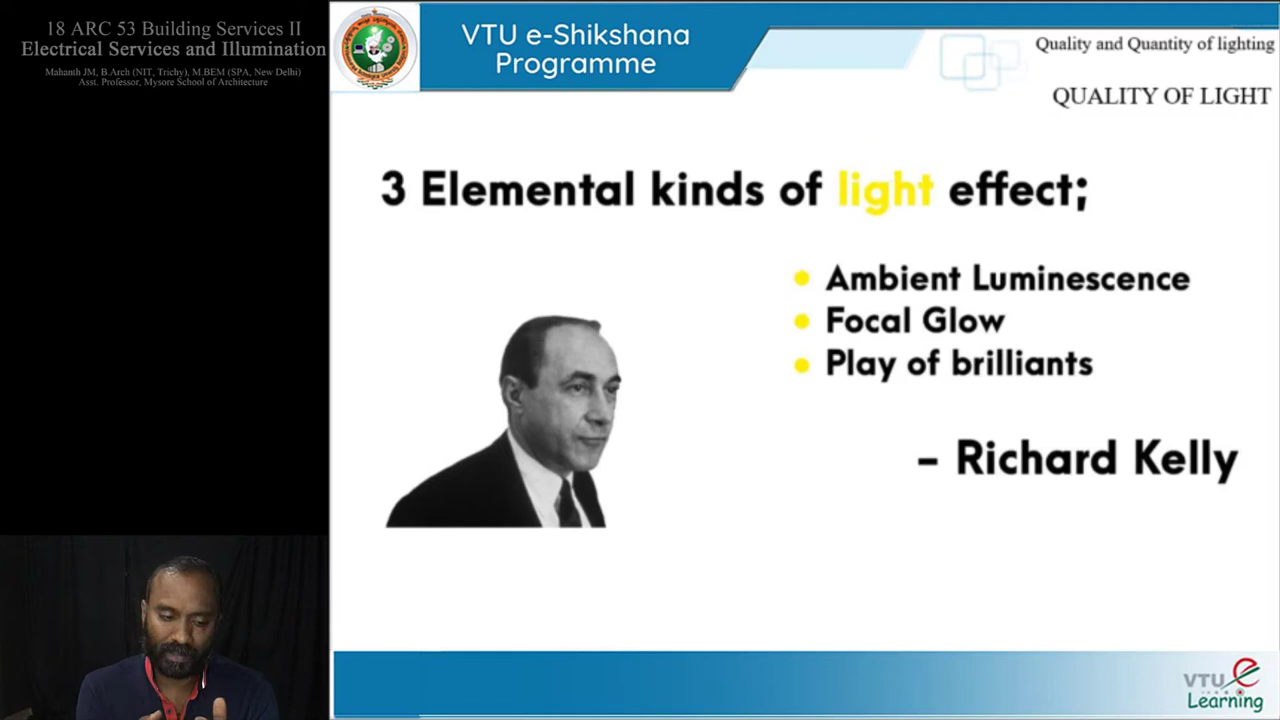 18 ARC 53 Building Services II
Electrical Services and Illumination
Mahanth JM, B.Arch (NIT, Trichy), M.BEM (SPA, New Delhi)
Asst. Professor, Mysore School of Architecture
VTU e-Shikshana
Programme
Quality and Quantity of lighting
QUALITY OF LIGHT
3 Elemental kinds of light effect;
• Ambient Luminescence
• Focal Glow
• Play of brilliants
– Richard Kelly
VTU e
Learning